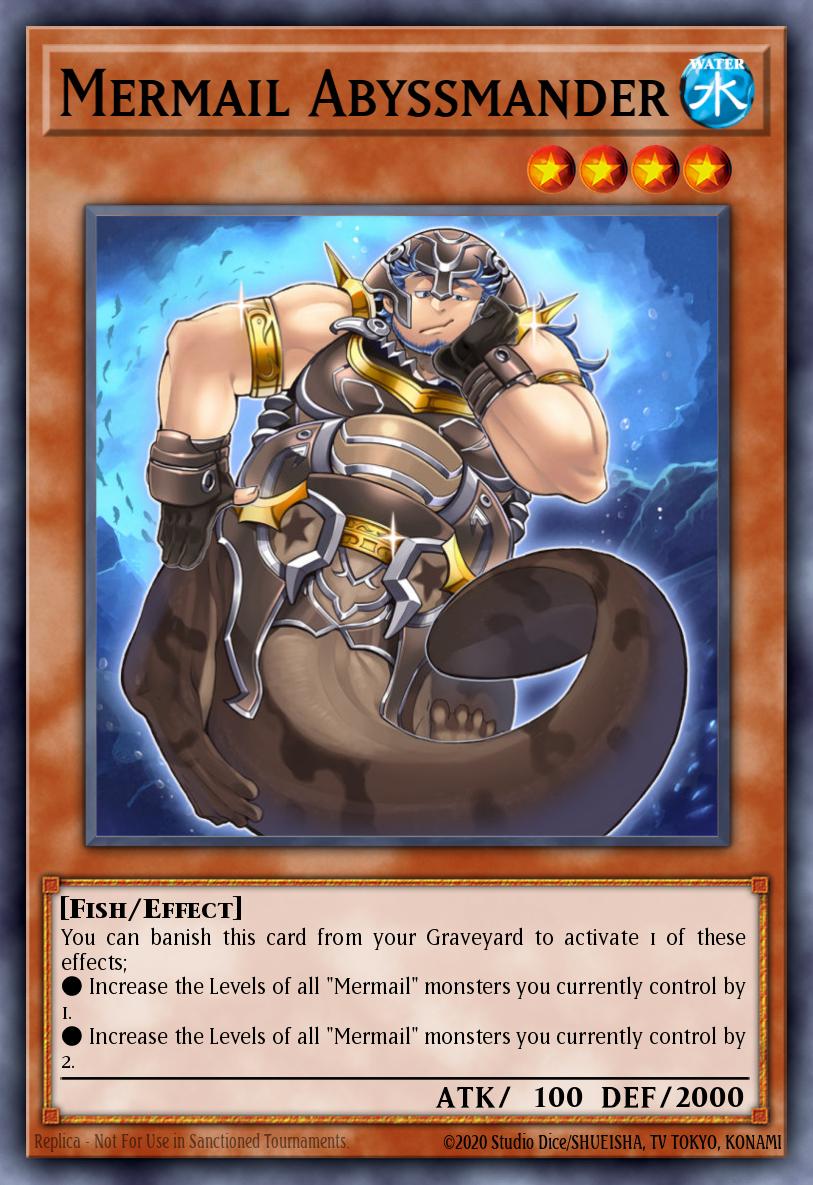 Mermail Abyssmander
WATER
水
[Fish/Effect]
You can banish this card from your Graveyard to activate 1 of these
effects;
● Increase the Levels of all "Mermail" monsters you currently control by
1.
● Increase the Levels of all "Mermail" monsters you currently control by
2.
ATK/ 100 DEF/2000
Replica - Not For Use in Sanctioned Tournaments.
©2020 Studio Dice/SHUEISHA, TV TOKYO, KONAMI